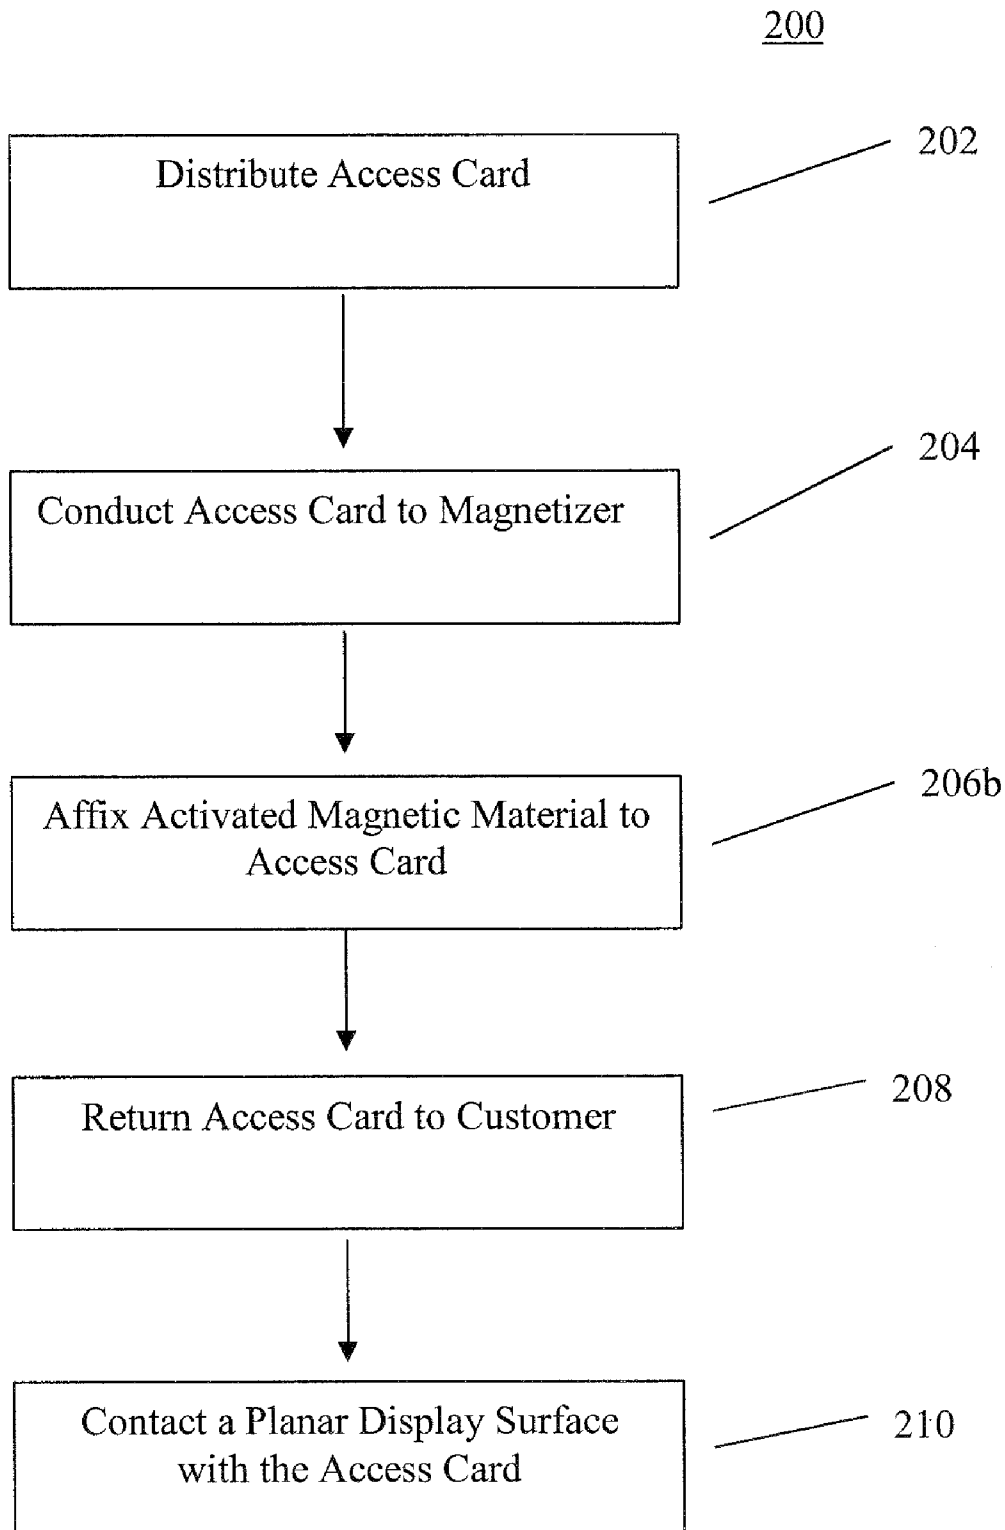 200
Distribute Access Card
202
Conduct Access Card to Magnetizer
204
Affix Activated Magnetic Material to
Access Card
206b
Return Access Card to Customer
208
Contact a Planar Display Surface
with the Access Card
210